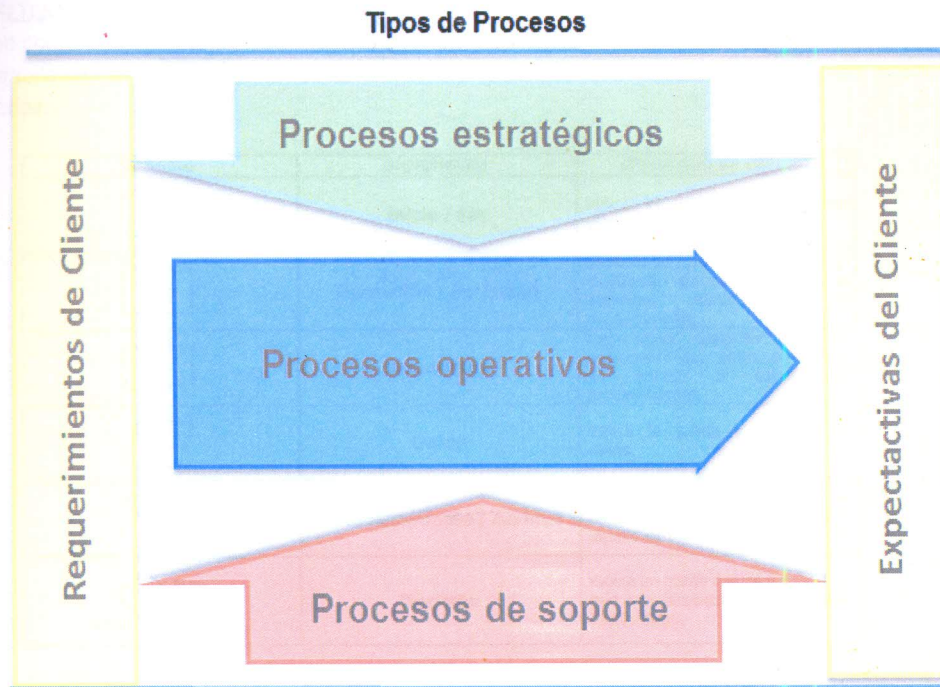 Tipos de Procesos
Requerimientos de Cliente
Procesos estratégicos
Procesos operativos
Procesos de soporte
Expectactivas del Cliente